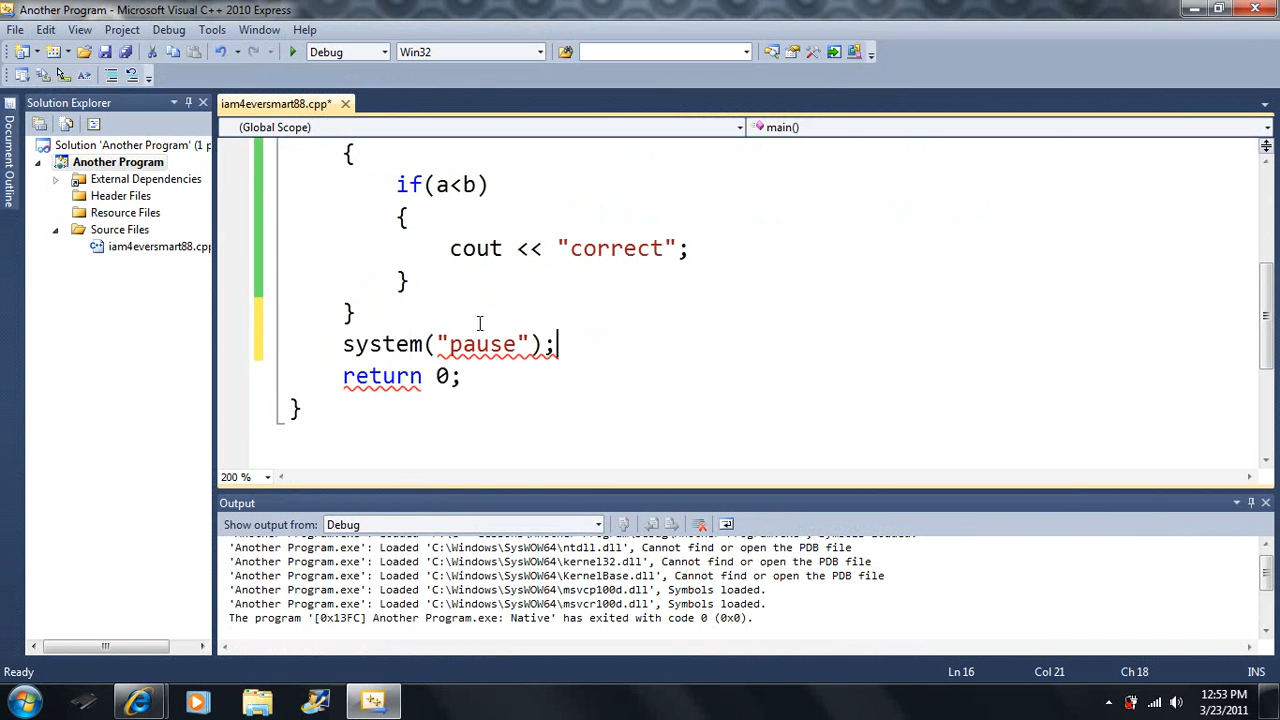 Another Program - Microsoft Visual C++ 2010 Express
File Edit View Project Debug Tools Window Help
Debug Win32
Document Outline
Solution Explorer
iam4eversmart88.cpp*
(Global Scope) main()
Solution 'Another Program' (1 p
Another Program
External Dependencies
Header Files
Resource Files
Source Files
iam4eversmart88.cpp
{
if(a<b)
{
cout << "correct";
}
}
system("pause");
return 0;
}
200 %
Output
Show output from: Debug
'Another Program.exe': Loaded 'C:\Windows\SysWOW64\ntdll.dll', Cannot find or open the PDB file
'Another Program.exe': Loaded 'C:\Windows\SysWOW64\kernel32.dll', Cannot find or open the PDB file
'Another Program.exe': Loaded 'C:\Windows\SysWOW64\KernelBase.dll', Cannot find or open the PDB file
'Another Program.exe': Loaded 'C:\Windows\SysWOW64\msvcp100d.dll', Symbols loaded.
'Another Program.exe': Loaded 'C:\Windows\SysWOW64\msvcr100d.dll', Symbols loaded.
The program '[0x13FC] Another Program.exe: Native' has exited with code 0 (0x0).
Ready Ln 16 Col 21 Ch 18 INS
12:53 PM
3/23/2011